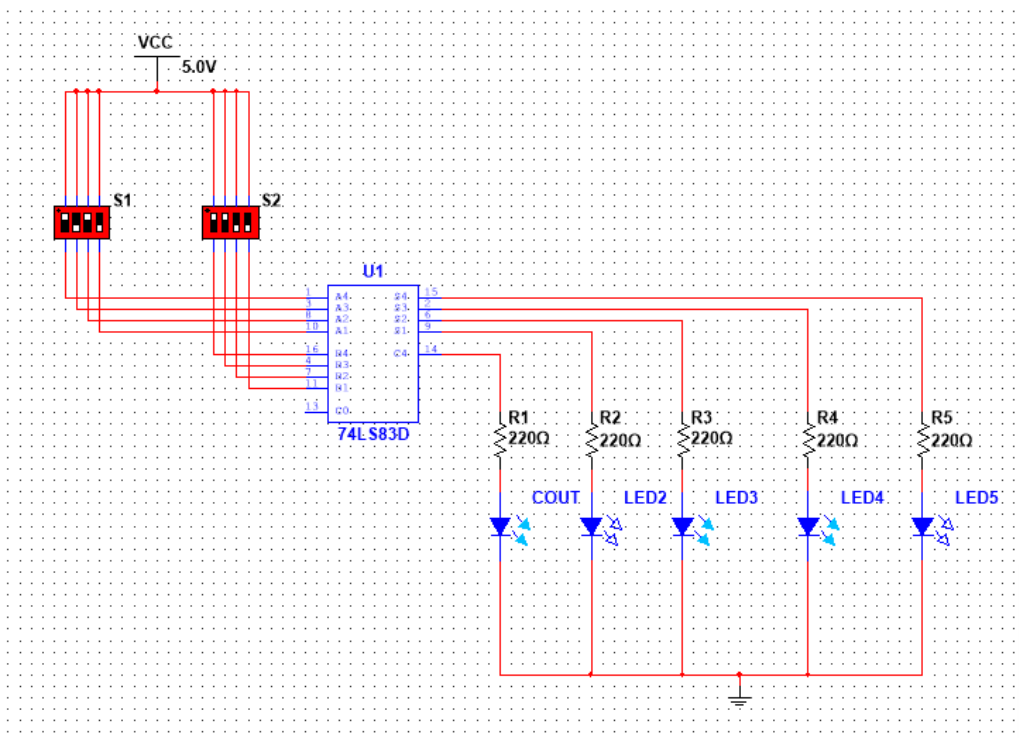 VCC
5.0V
S1
S2
U1
1 A4 S4 15
3 A3 S3 2
8 A2 S2 6
10 A1 S1 9
16 B4 C4 14
4 B3
7 B2
11 B1
13 C0
74LS83D
R1
220Ω
R2
220Ω
R3
220Ω
R4
220Ω
R5
220Ω
COUT
LED2
LED3
LED4
LED5